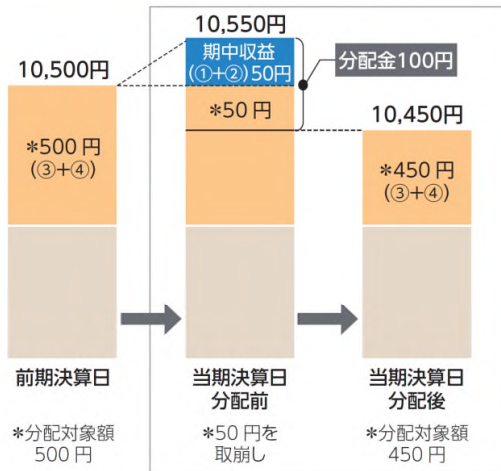 10,500円
*500 円
(③+④)
前期決算日
*分配対象額
500 円
10,550円
期中収益
(①+②)50円
*50 円
分配金100円
当期決算日
分配前
*50 円を
取崩し
10,450円
*450 円
(③+④)
当期決算日
分配後
*分配対象額
450 円